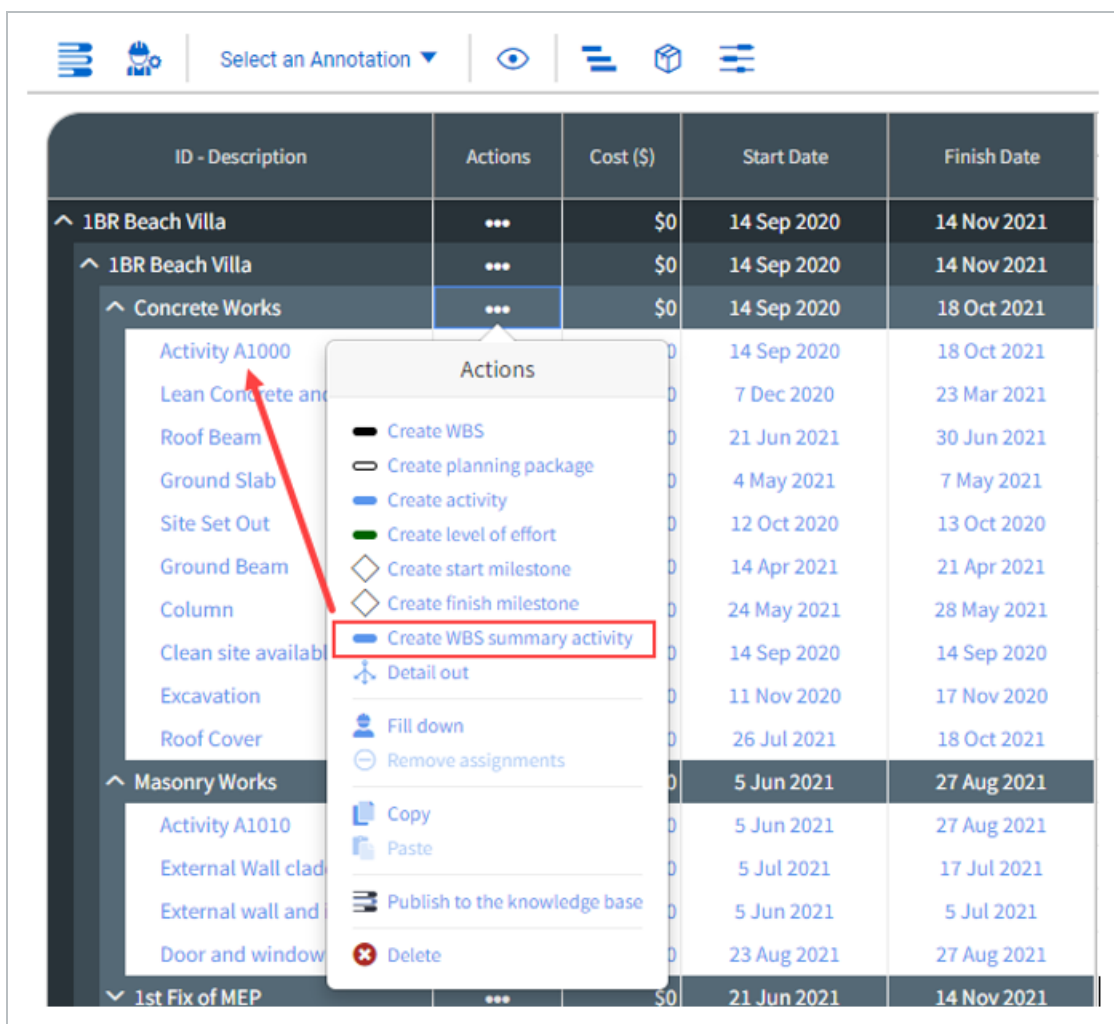 Select an Annotation
ID - Description Actions Cost ($) Start Date Finish Date
1BR Beach Villa ••• $0 14 Sep 2020 14 Nov 2021
1BR Beach Villa ••• $0 14 Sep 2020 14 Nov 2021
Concrete Works ••• $0 14 Sep 2020 18 Oct 2021
Activity A1000 14 Sep 2020 18 Oct 2021
Lean Concrete and 7 Dec 2020 23 Mar 2021
Roof Beam 21 Jun 2021 30 Jun 2021
Ground Slab 4 May 2021 7 May 2021
Site Set Out 12 Oct 2020 13 Oct 2020
Ground Beam 14 Apr 2021 21 Apr 2021
Column 24 May 2021 28 May 2021
Clean site availabl 14 Sep 2020 14 Sep 2020
Excavation 11 Nov 2020 17 Nov 2020
Roof Cover 26 Jul 2021 18 Oct 2021
Masonry Works 5 Jun 2021 27 Aug 2021
Activity A1010 5 Jun 2021 27 Aug 2021
External Wall clad 5 Jul 2021 17 Jul 2021
External wall and 5 Jun 2021 5 Jul 2021
Door and window 23 Aug 2021 27 Aug 2021
1st Fix of MEP ••• $0 21 Jun 2021 14 Nov 2021
Actions
Create WBS
Create planning package
Create activity
Create level of effort
Create start milestone
Create finish milestone
Create WBS summary activity
Detail out
Fill down
Remove assignments
Copy
Paste
Publish to the knowledge base
Delete